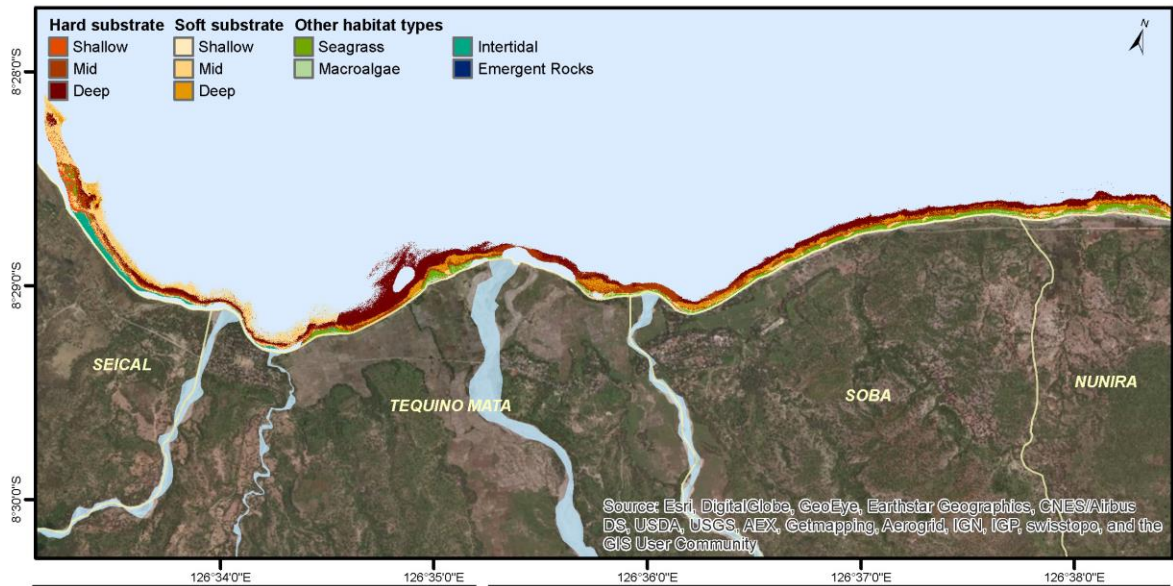 Hard substrate Soft substrate Other habitat types
Shallow Shallow Seagrass Intertidal
Mid Mid Macroalgae Emergent Rocks
Deep Deep
N
8°28'0"S
8°29'0"S
8°30'0"S
SEICAL
TEQUINO MATA
SOBA
NUNIRA
Source: Esri, DigitalGlobe, GeoEye, Earthstar Geographics, CNES/Airbus
DS, USDA, USGS, AEX, Getmapping, Aerogrid, IGN, IGP, swisstopo, and the
GIS User Community
126°34'0"E 126°35'0"E 126°36'0"E 126°37'0"E 126°38'0"E